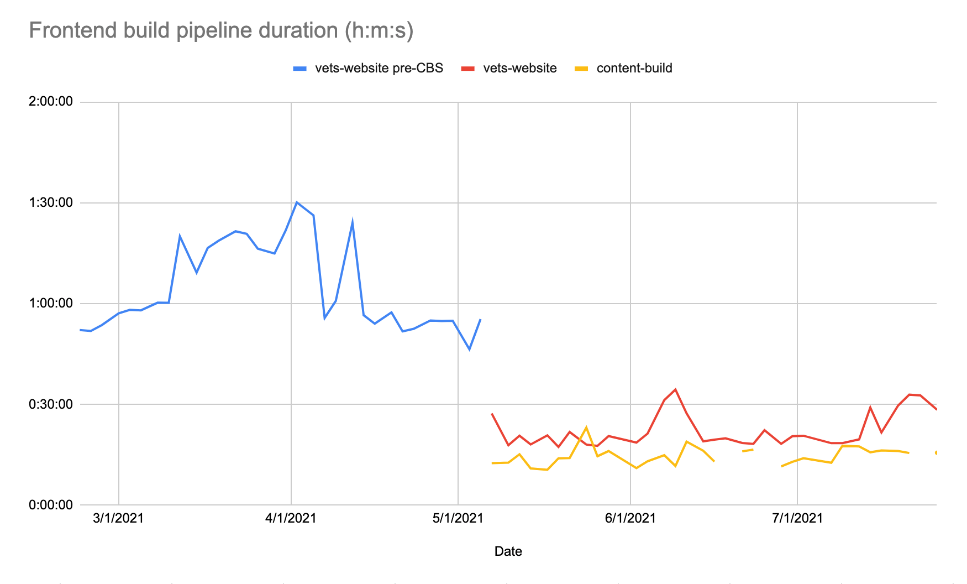 Frontend build pipeline duration (h:m:s)
vets-website pre-CBS vets-website content-build
2:00:00
1:30:00
1:00:00
0:30:00
0:00:00
3/1/2021 4/1/2021 5/1/2021 6/1/2021 7/1/2021
Date